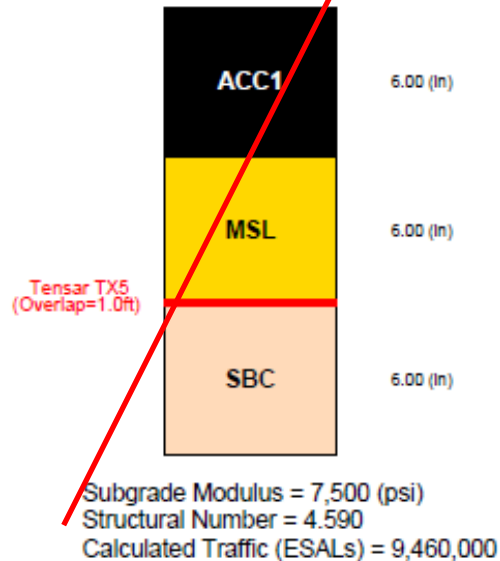 ACC1 6.00 (in)
MSL 6.00 (in)
Tensar TX5
(Overlap=1.0ft)
SBC 6.00 (in)
Subgrade Modulus = 7,500 (psi)
Structural Number = 4.590
Calculated Traffic (ESALs) = 9,460,000